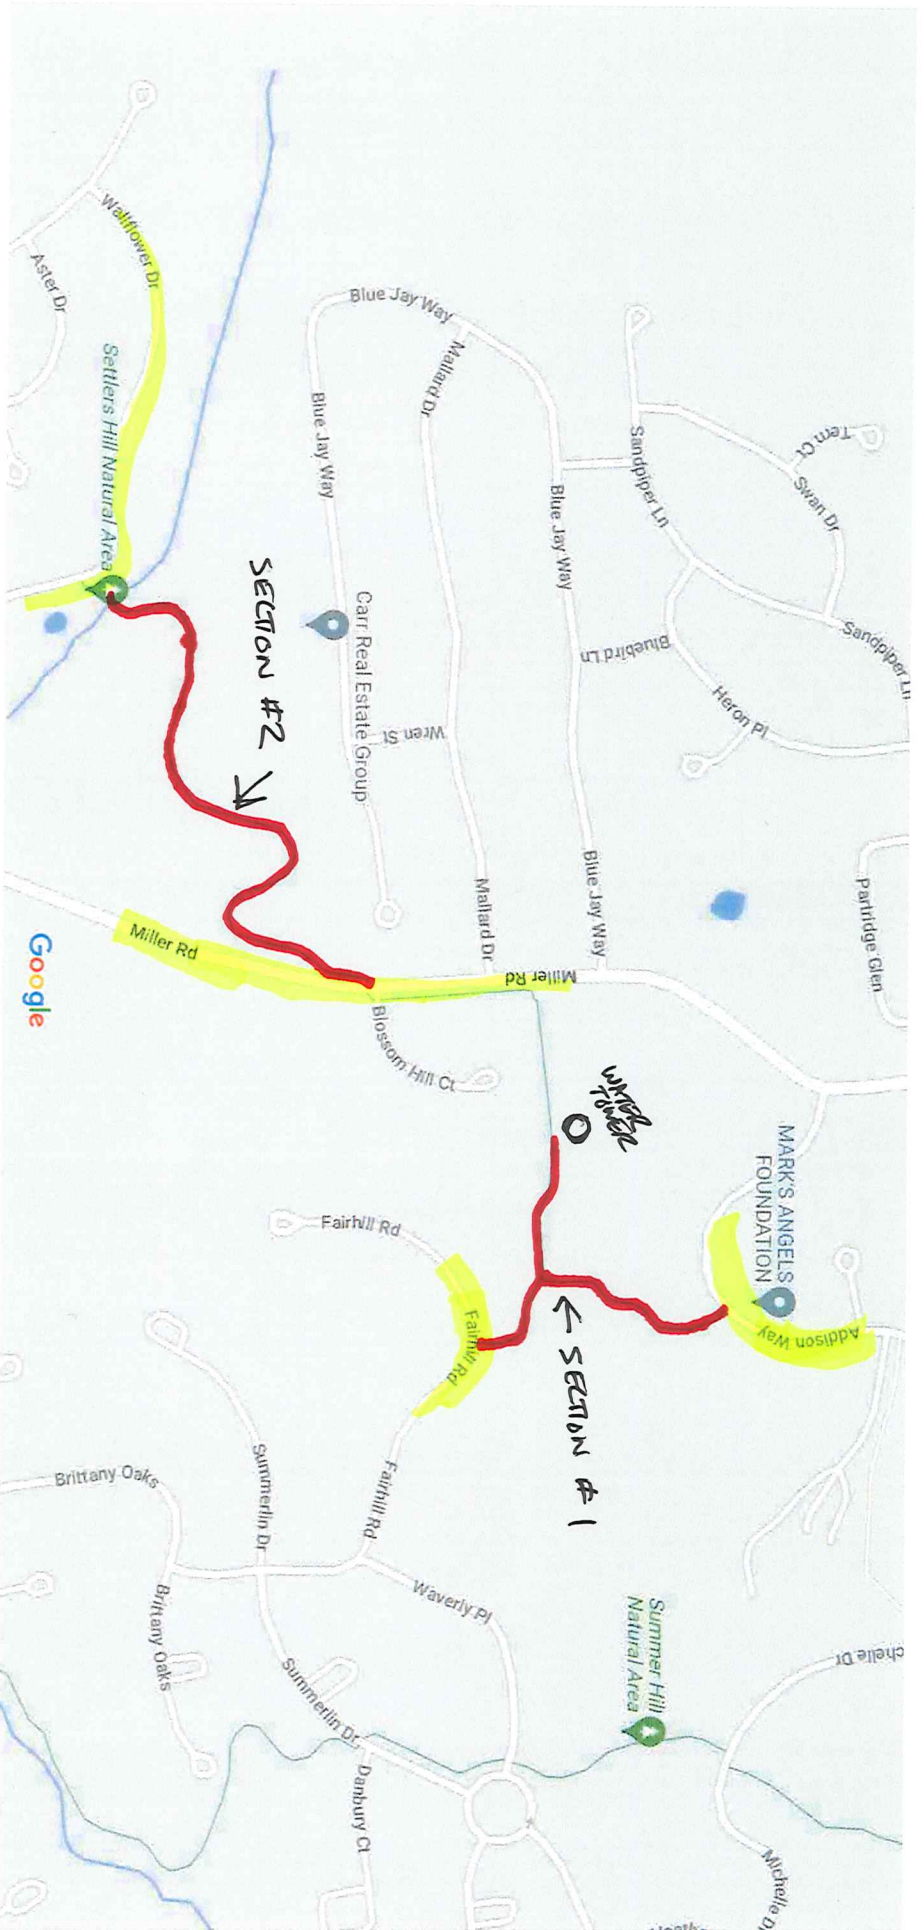 Wallflower Dr
Aster Dr
Settlers Hill Natural Area
Blue Jay Way
Mallard Dr
Blue Jay Way
Sandpiper Ln
Tern Ct
Swan Dr
Blue Jay Way
SECTION #2
Carr Real Estate Group
Wren St
Bluebird Ln
Sandpiper Ln
Heron Pl
Mallard Dr
Blue Jay Way
Partridge Glen
Miller Rd
Miller Rd
Google
Blossom Hill Ct
WATER
TOWER
MARK'S ANGELS
FOUNDATION
Fairhill Rd
Fairhill Rd
Addison Way
SECTION #1
Fairhill Rd
Summerlin Dr
Brittany Oaks
Brittany Oaks
Waverly Pl
Summer Hill
Natural Area
chelle Dr
Summerlin Dr
Danbury Ct
Michelle D